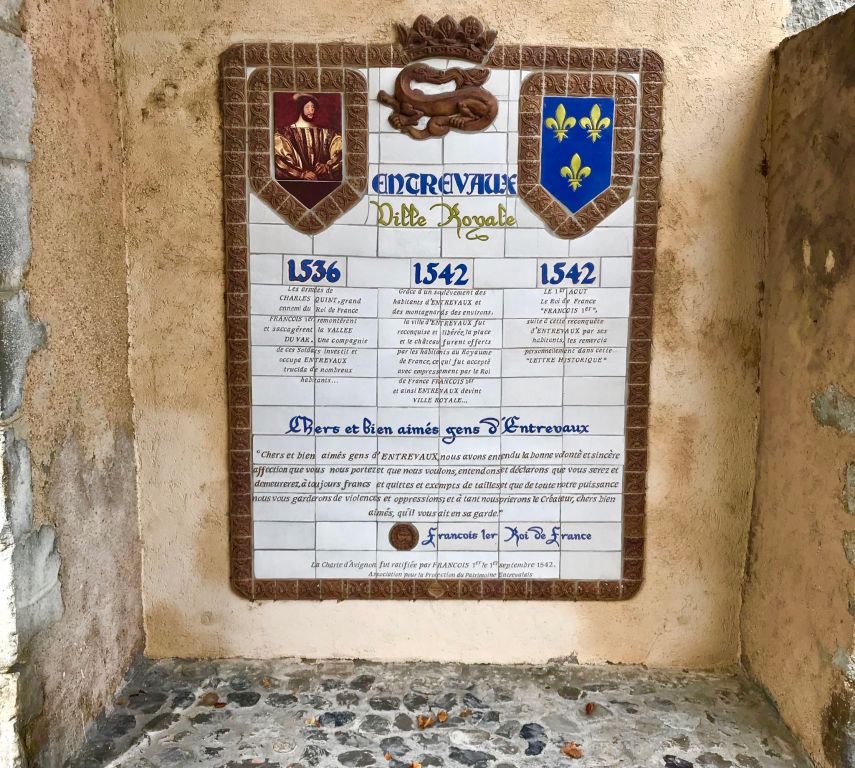 ENTREVAUX
Ville Royale
1536
Les armées de
CHARLES QUINT, grand
ennemi du Roi de France
FRANCOIS 1er remontèrent
et saccagèrent la VALLEE
DU VAR. Une compagnie
de ces Soldats investit et
occupa ENTREVAUX
trucida de nombreux
habitants...
1542
Grâce à un soulèvement des
habitants d'ENTREVAUX et
des montagnards des environs,
la ville d'ENTREVAUX fut
reconquise et libérée, la place
et le château furent offerts
par les habitants au Royaume
de France, ce qui fut accepté
avec empressement par le Roi
de France FRANÇOIS 1er
et ainsi ENTREVAUX devint
VILLE ROYALE...
1542
LE 1er AOUT
Le Roi de France
"FRANÇOIS 1er",
suite à cette reconquête
d'ENTREVAUX par ses
habitants, les remercia
personnellement dans cette
"LETTRE HISTORIQUE"
Chers et bien aimés gens d'Entrevaux
"Chers et bien aimés gens d'ENTREVAUX, nous avons entendu la bonne volonté et sincère
affection que vous nous portez et que nous voulons, entendons et déclarons que vous serez et
demeurerez, à toujours francs et quittes et exempts de tailles et que de toute notre puissance
nous vous garderons de violences et oppressions; et à tant nous prierons le Créateur, chers bien
aimés, qu'il vous ait en sa garde."
Francois 1er Roi de France
La Charte d'Avignon fut ratifiée par FRANCOIS 1er le 1er septembre 1542.
Association pour la Protection du Patrimoine Entrevalais